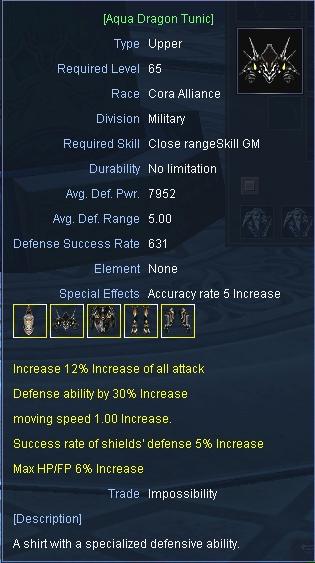 [Aqua Dragon Tunic]
Type Upper
Required Level 65
Race Cora Alliance
Division Military
Required Skill Close rangeSkill GM
Durability No limitation
Avg. Def. Pwr. 7952
Avg. Def. Range 5.00
Defense Success Rate 631
Element None
Special Effects Accuracy rate 5 Increase
Increase 12% Increase of all attack
Defense ability by 30% Increase
moving speed 1.00 Increase.
Success rate of shields' defense 5% Increase
Max HP/FP 6% Increase
Trade Impossibility
[Description]
A shirt with a specialized defensive ability.